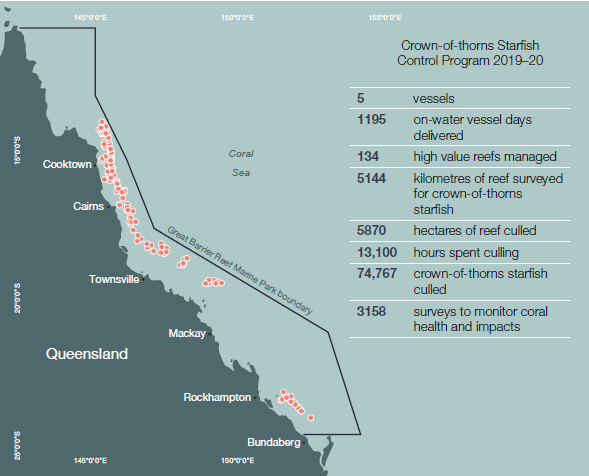 145°0'0"E
150°0'0"E
155°0'0"E
Crown-of-thorns Starfish
Control Program 2019–20
5 vessels
1195 on-water vessel days
delivered
134 high value reefs managed
5144 kilometres of reef surveyed
for crown-of-thorns
starfish
5870 hectares of reef culled
13,100 hours spent culling
74,767 crown-of-thorns starfish
culled
3158 surveys to monitor coral
health and impacts
15°0'0"S
Coral
Sea
Cooktown
Cairns
Great Barrier Reef Marine Park boundary
Townsville
20°0'0"S
Mackay
Queensland
Rockhampton
Bundaberg
25°0'0"S
145°0'0"E
150°0'0"E